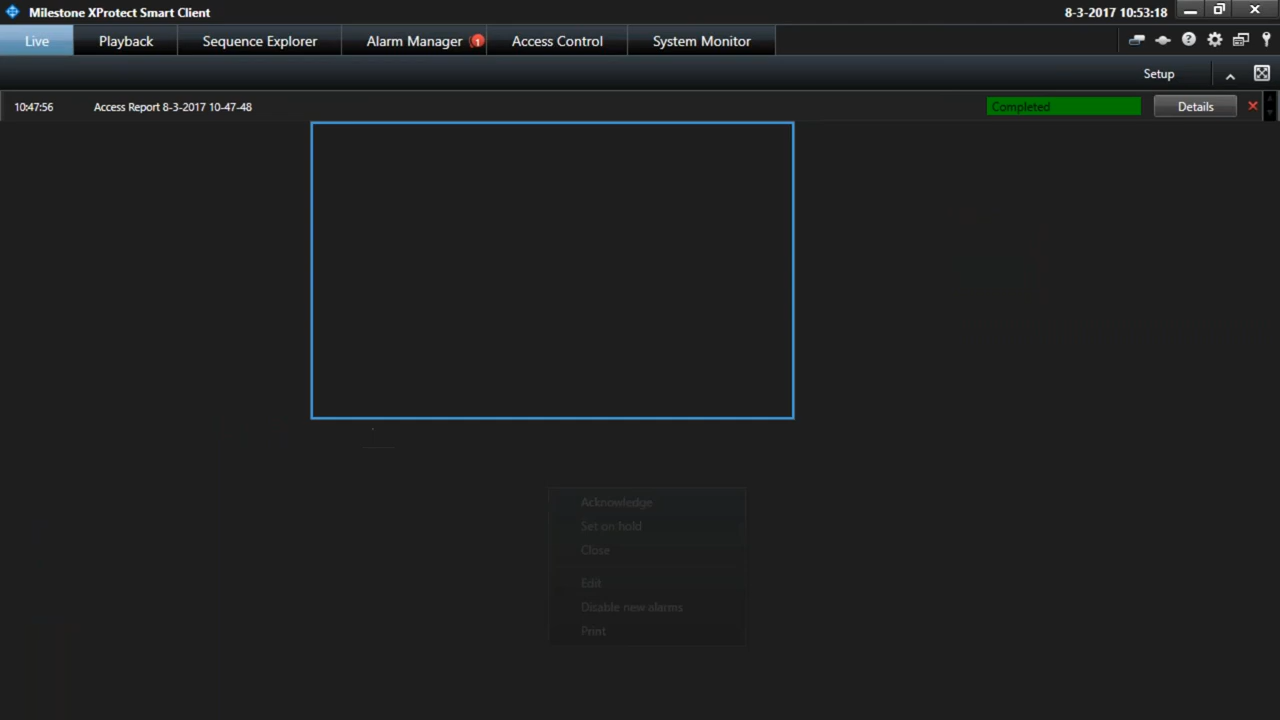 Milestone XProtect Smart Client 8-3-2017 10:53:18
Live Playback Sequence Explorer Alarm Manager 1 Access Control System Monitor
Setup
10:47:56 Access Report 8-3-2017 10-47-48 Completed Details
Acknowledge
Set on hold
Close
Edit
Disable new alarms
Print